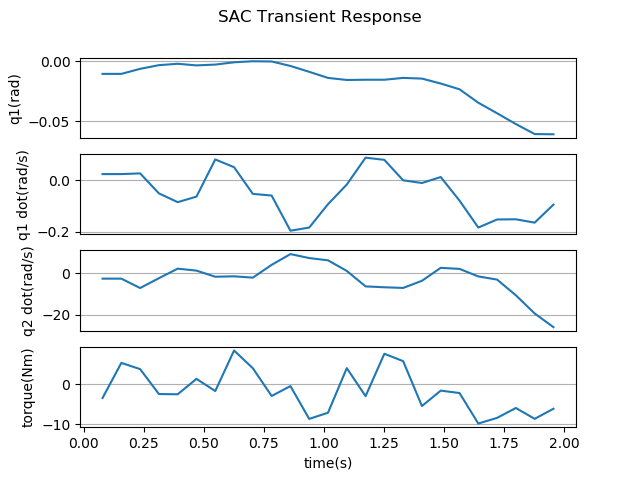 SAC Transient Response
0.00
−0.05
q1(rad)
0.0
−0.2
q1 dot(rad/s)
0
−20
q2 dot(rad/s)
0
−10
torque(Nm)
0.00 0.25 0.50 0.75 1.00 1.25 1.50 1.75 2.00
time(s)